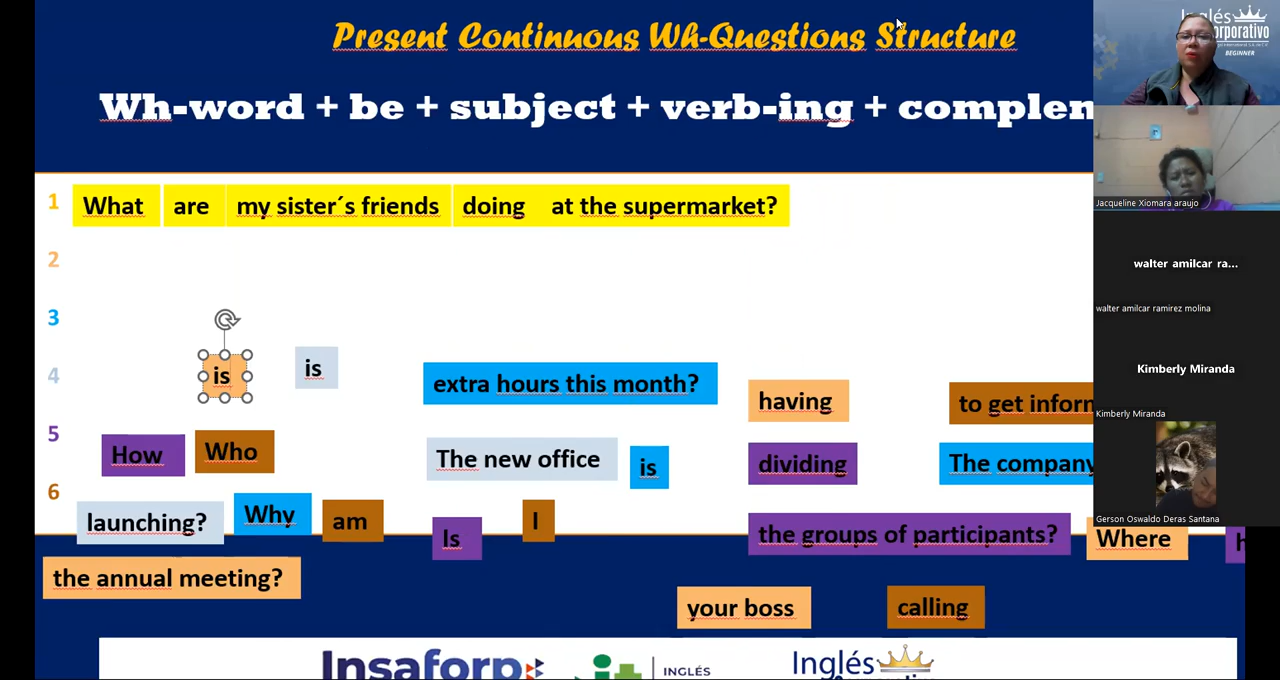 Present Continuous Wh-Questions Structure
Wh-word + be + subject + verb-ing + complem
1 What are my sister´s friends doing at the supermarket?
2
3
4 is is extra hours this month? having to get inform
5 How Who The new office is dividing The company
6 launching? Why am Is I the groups of participants? Where h
the annual meeting? your boss calling
Insaforp INGLÉS Inglés
Inglés
orporativo
BEGINNER
Jacqueline Xiomara araujo
walter amilcar ra...
walter amilcar ramirez molina
Kimberly Miranda
Kimberly Miranda
Gerson Oswaldo Deras Santana